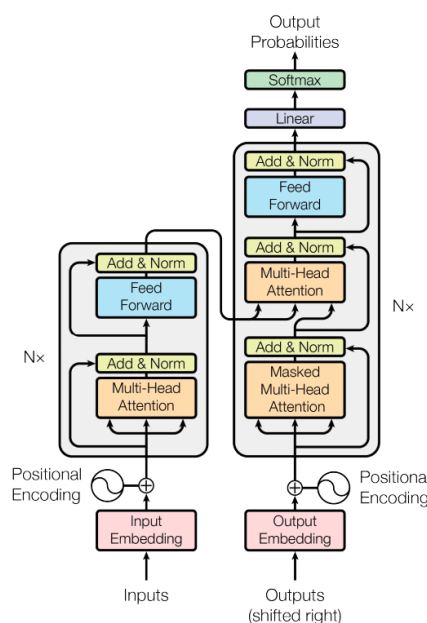 Output
Probabilities
Softmax
Linear
Add & Norm
Feed
Forward
Add & Norm
Multi-Head
Attention
Add & Norm
Masked
Multi-Head
Attention
Nx
Add & Norm
Feed
Forward
Add & Norm
Multi-Head
Attention
Nx
Positional
Encoding
Positional
Encoding
Input
Embedding
Output
Embedding
Inputs
Outputs
(shifted right)